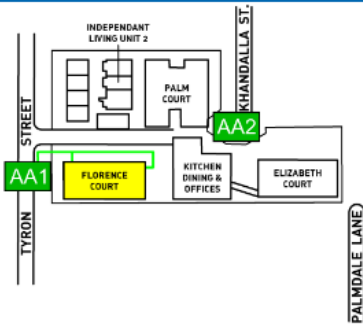 INDEPENDANT
LIVING UNIT 2
KHANDALLA ST.
PALM
COURT
AA2
TYRON STREET
AA1
FLORENCE
COURT
KITCHEN
DINING &
OFFICES
ELIZABETH
COURT
PALMDALE LANE